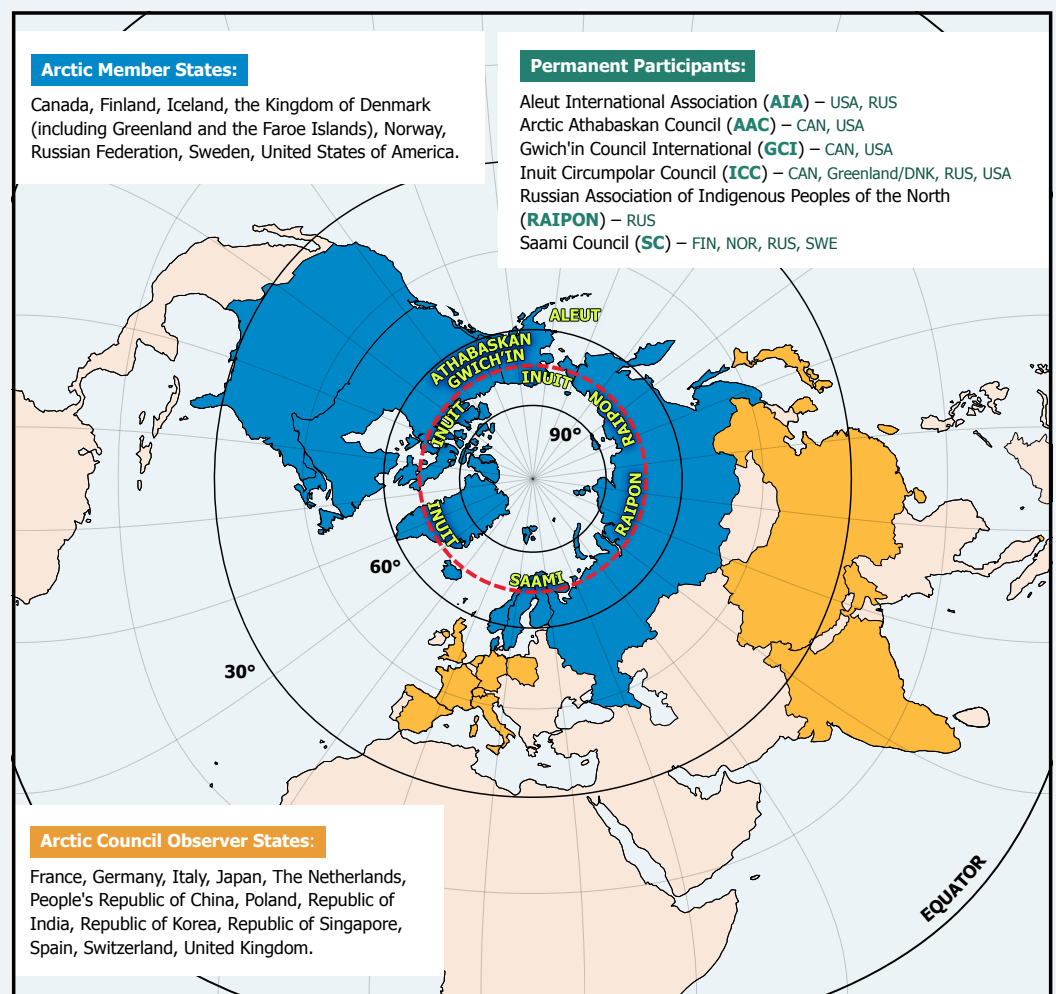 Arctic Member States:
Canada, Finland, Iceland, the Kingdom of Denmark
(including Greenland and the Faroe Islands), Norway,
Russian Federation, Sweden, United States of America.
Permanent Participants:
Aleut International Association (AIA) – USA, RUS
Arctic Athabaskan Council (AAC) – CAN, USA
Gwich'in Council International (GCI) – CAN, USA
Inuit Circumpolar Council (ICC) – CAN, Greenland/DNK, RUS, USA
Russian Association of Indigenous Peoples of the North
(RAIPON) – RUS
Saami Council (SC) – FIN, NOR, RUS, SWE
ALEUT
ATHABASKAN
GWICH'IN
INUIT
RAIPON
INUIT
90°
RAIPON
INUIT
60°
SAAMI
30°
EQUATOR
Arctic Council Observer States:
France, Germany, Italy, Japan, The Netherlands,
People's Republic of China, Poland, Republic of
India, Republic of Korea, Republic of Singapore,
Spain, Switzerland, United Kingdom.